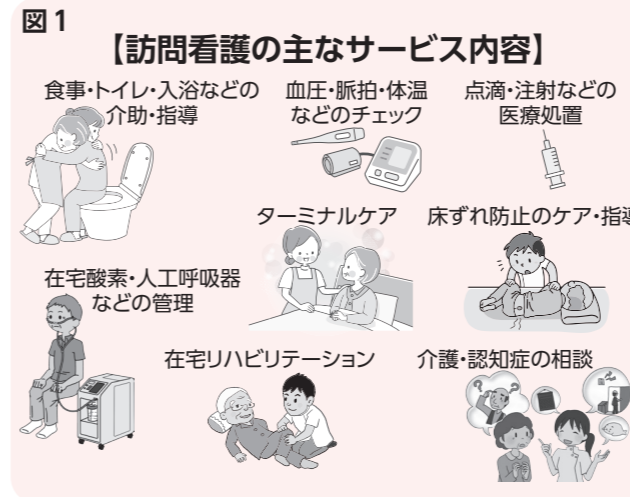 図1
【訪問看護の主なサービス内容】
食事・トイレ・入浴などの
介助・指導
血圧・脈拍・体温
などのチェック
点滴・注射などの
医療処置
ターミナルケア
床ずれ防止のケア・指導
在宅酸素・人工呼吸器
などの管理
在宅リハビリテーション
介護・認知症の相談